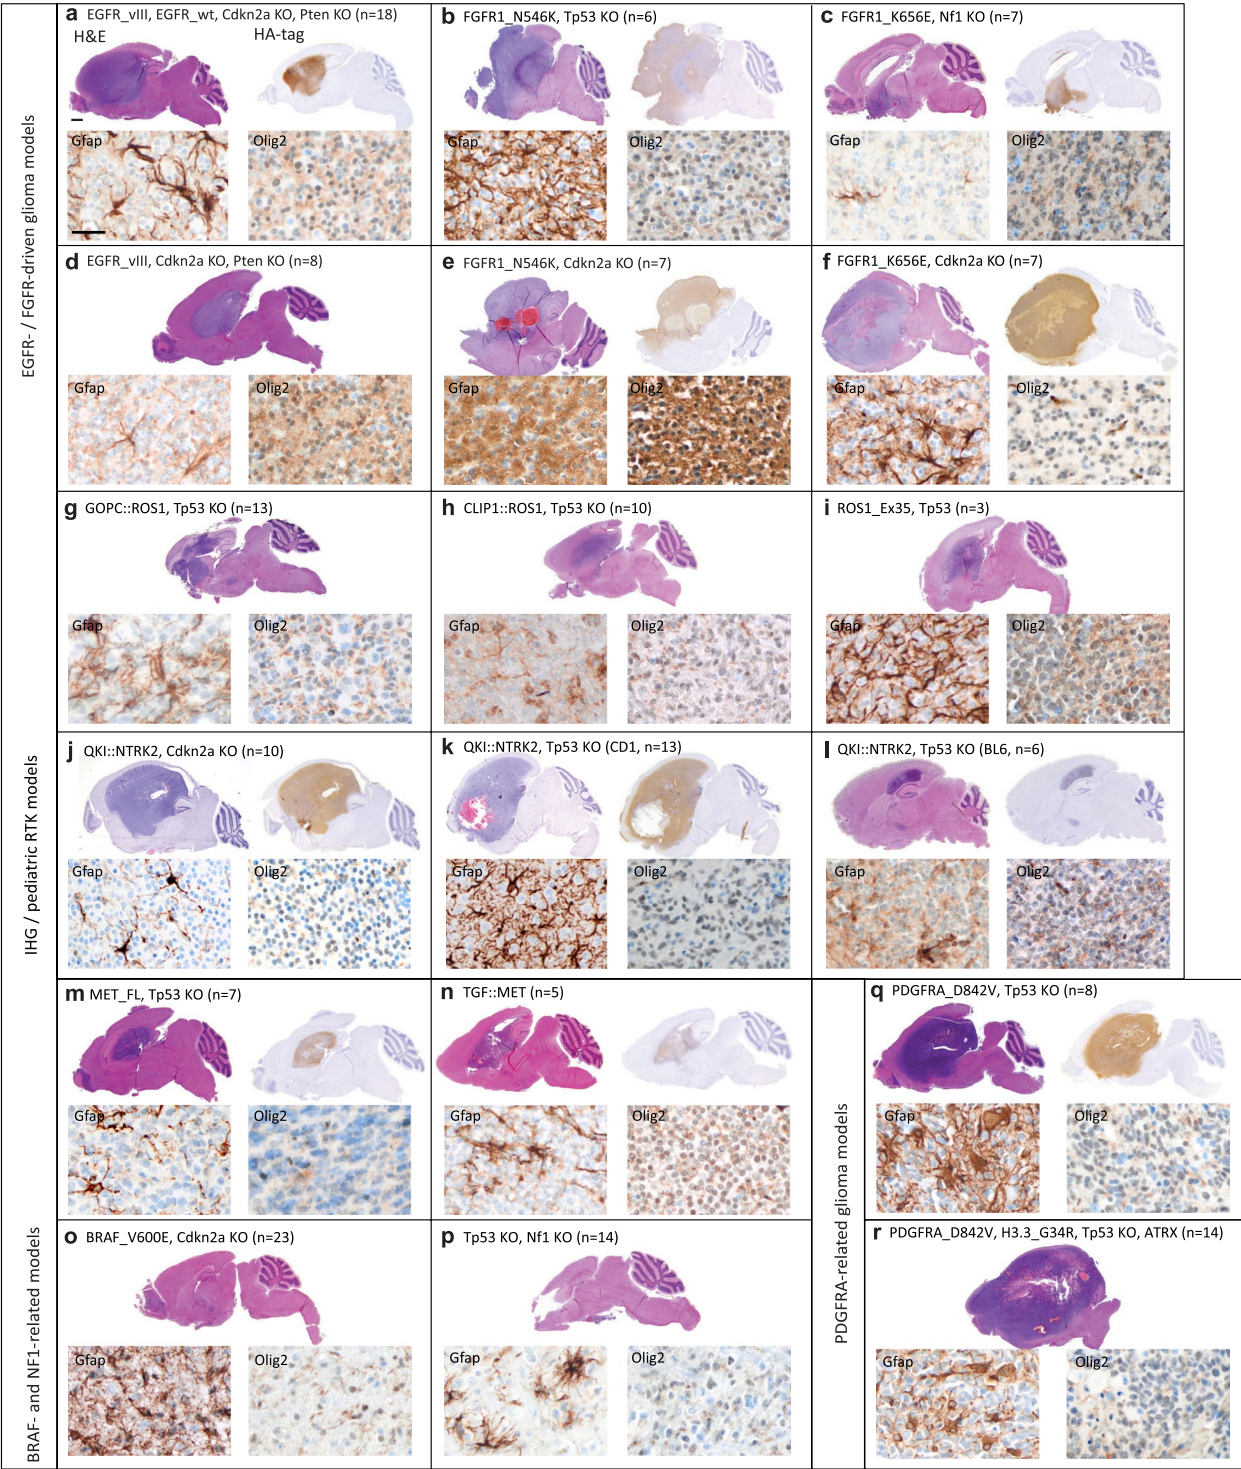 EGFR- / FGFR-driven glioma models
a EGFR_vIII, EGFR_wt, Cdkn2a KO, Pten KO (n=18)
H&E
HA-tag
Gfap
Olig2
b FGFR1_N546K, Tp53 KO (n=6)
Gfap
Olig2
c FGFR1_K656E, Nf1 KO (n=7)
Gfap
Olig2
d EGFR_vIII, Cdkn2a KO, Pten KO (n=8)
Gfap
Olig2
e FGFR1_N546K, Cdkn2a KO (n=7)
Gfap
Olig2
f FGFR1_K656E, Cdkn2a KO (n=7)
Gfap
Olig2
IHG / pediatric RTK models
g GOPC::ROS1, Tp53 KO (n=13)
Gfap
Olig2
h CLIP1::ROS1, Tp53 KO (n=10)
Gfap
Olig2
i ROS1_Ex35, Tp53 (n=3)
Gfap
Olig2
j QKI::NTRK2, Cdkn2a KO (n=10)
Gfap
Olig2
k QKI::NTRK2, Tp53 KO (CD1, n=13)
Gfap
Olig2
l QKI::NTRK2, Tp53 KO (BL6, n=6)
Gfap
Olig2
m MET_FL, Tp53 KO (n=7)
Gfap
Olig2
n TGF::MET (n=5)
Gfap
Olig2
BRAF- and NF1-related models
o BRAF_V600E, Cdkn2a KO (n=23)
Gfap
Olig2
p Tp53 KO, Nf1 KO (n=14)
Gfap
Olig2
PDGFRA-related glioma models
q PDGFRA_D842V, Tp53 KO (n=8)
Gfap
Olig2
r PDGFRA_D842V, H3.3_G34R, Tp53 KO, ATRX (n=14)
Gfap
Olig2